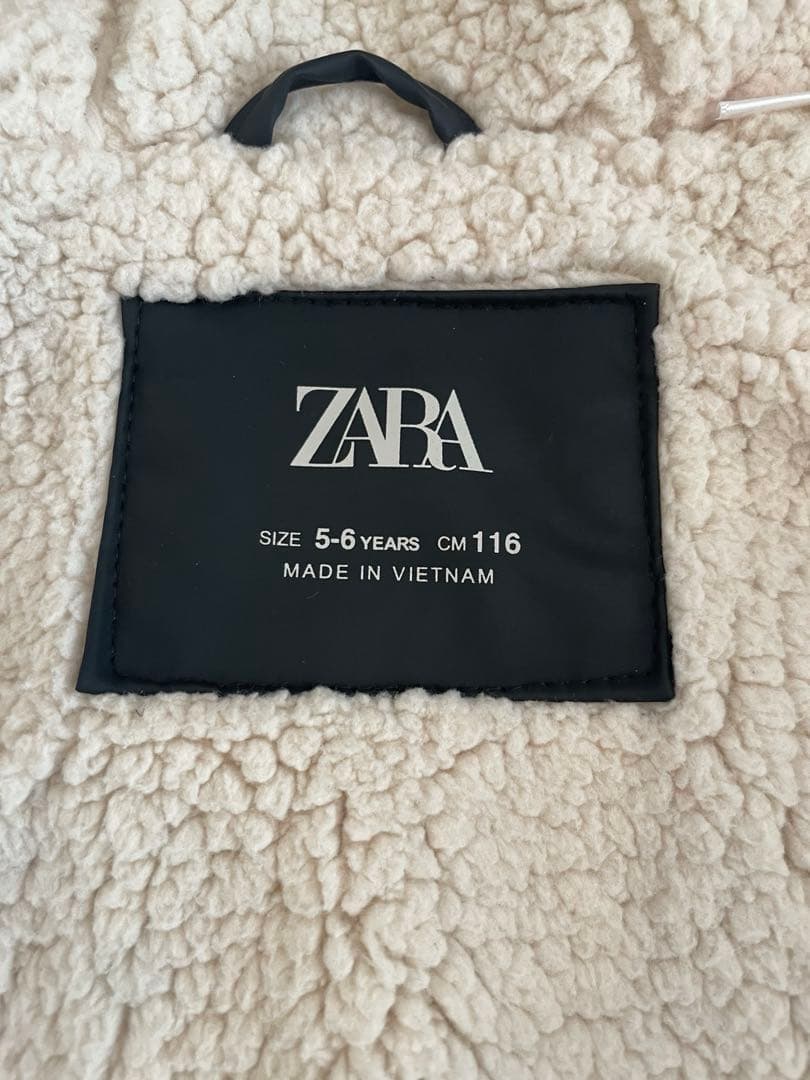 ZARA
SIZE 5-6 YEARS CM 116
MADE IN VIETNAM